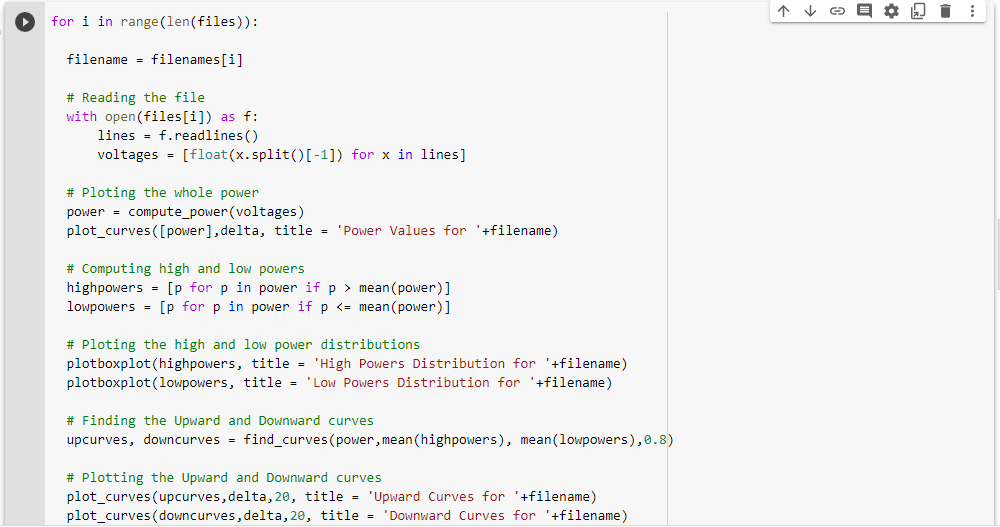 for i in range(len(files)):
filename = filenames[i]
# Reading the file
with open(files[i]) as f:
lines = f.readlines()
voltages = [float(x.split()[-1]) for x in lines]
# Ploting the whole power
power = compute_power(voltages)
plot_curves([power],delta, title = 'Power Values for '+filename)
# Computing high and low powers
highpowers = [p for p in power if p > mean(power)]
lowpowers = [p for p in power if p <= mean(power)]
# Ploting the high and low power distributions
plotboxplot(highpowers, title = 'High Powers Distribution for '+filename)
plotboxplot(lowpowers, title = 'Low Powers Distribution for '+filename)
# Finding the Upward and Downward curves
upcurves, downcurves = find_curves(power,mean(highpowers), mean(lowpowers),0.8)
# Plotting the Upward and Downward curves
plot_curves(upcurves,delta,20, title = 'Upward Curves for '+filename)
plot_curves(downcurves,delta,20, title = 'Downward Curves for '+filename)